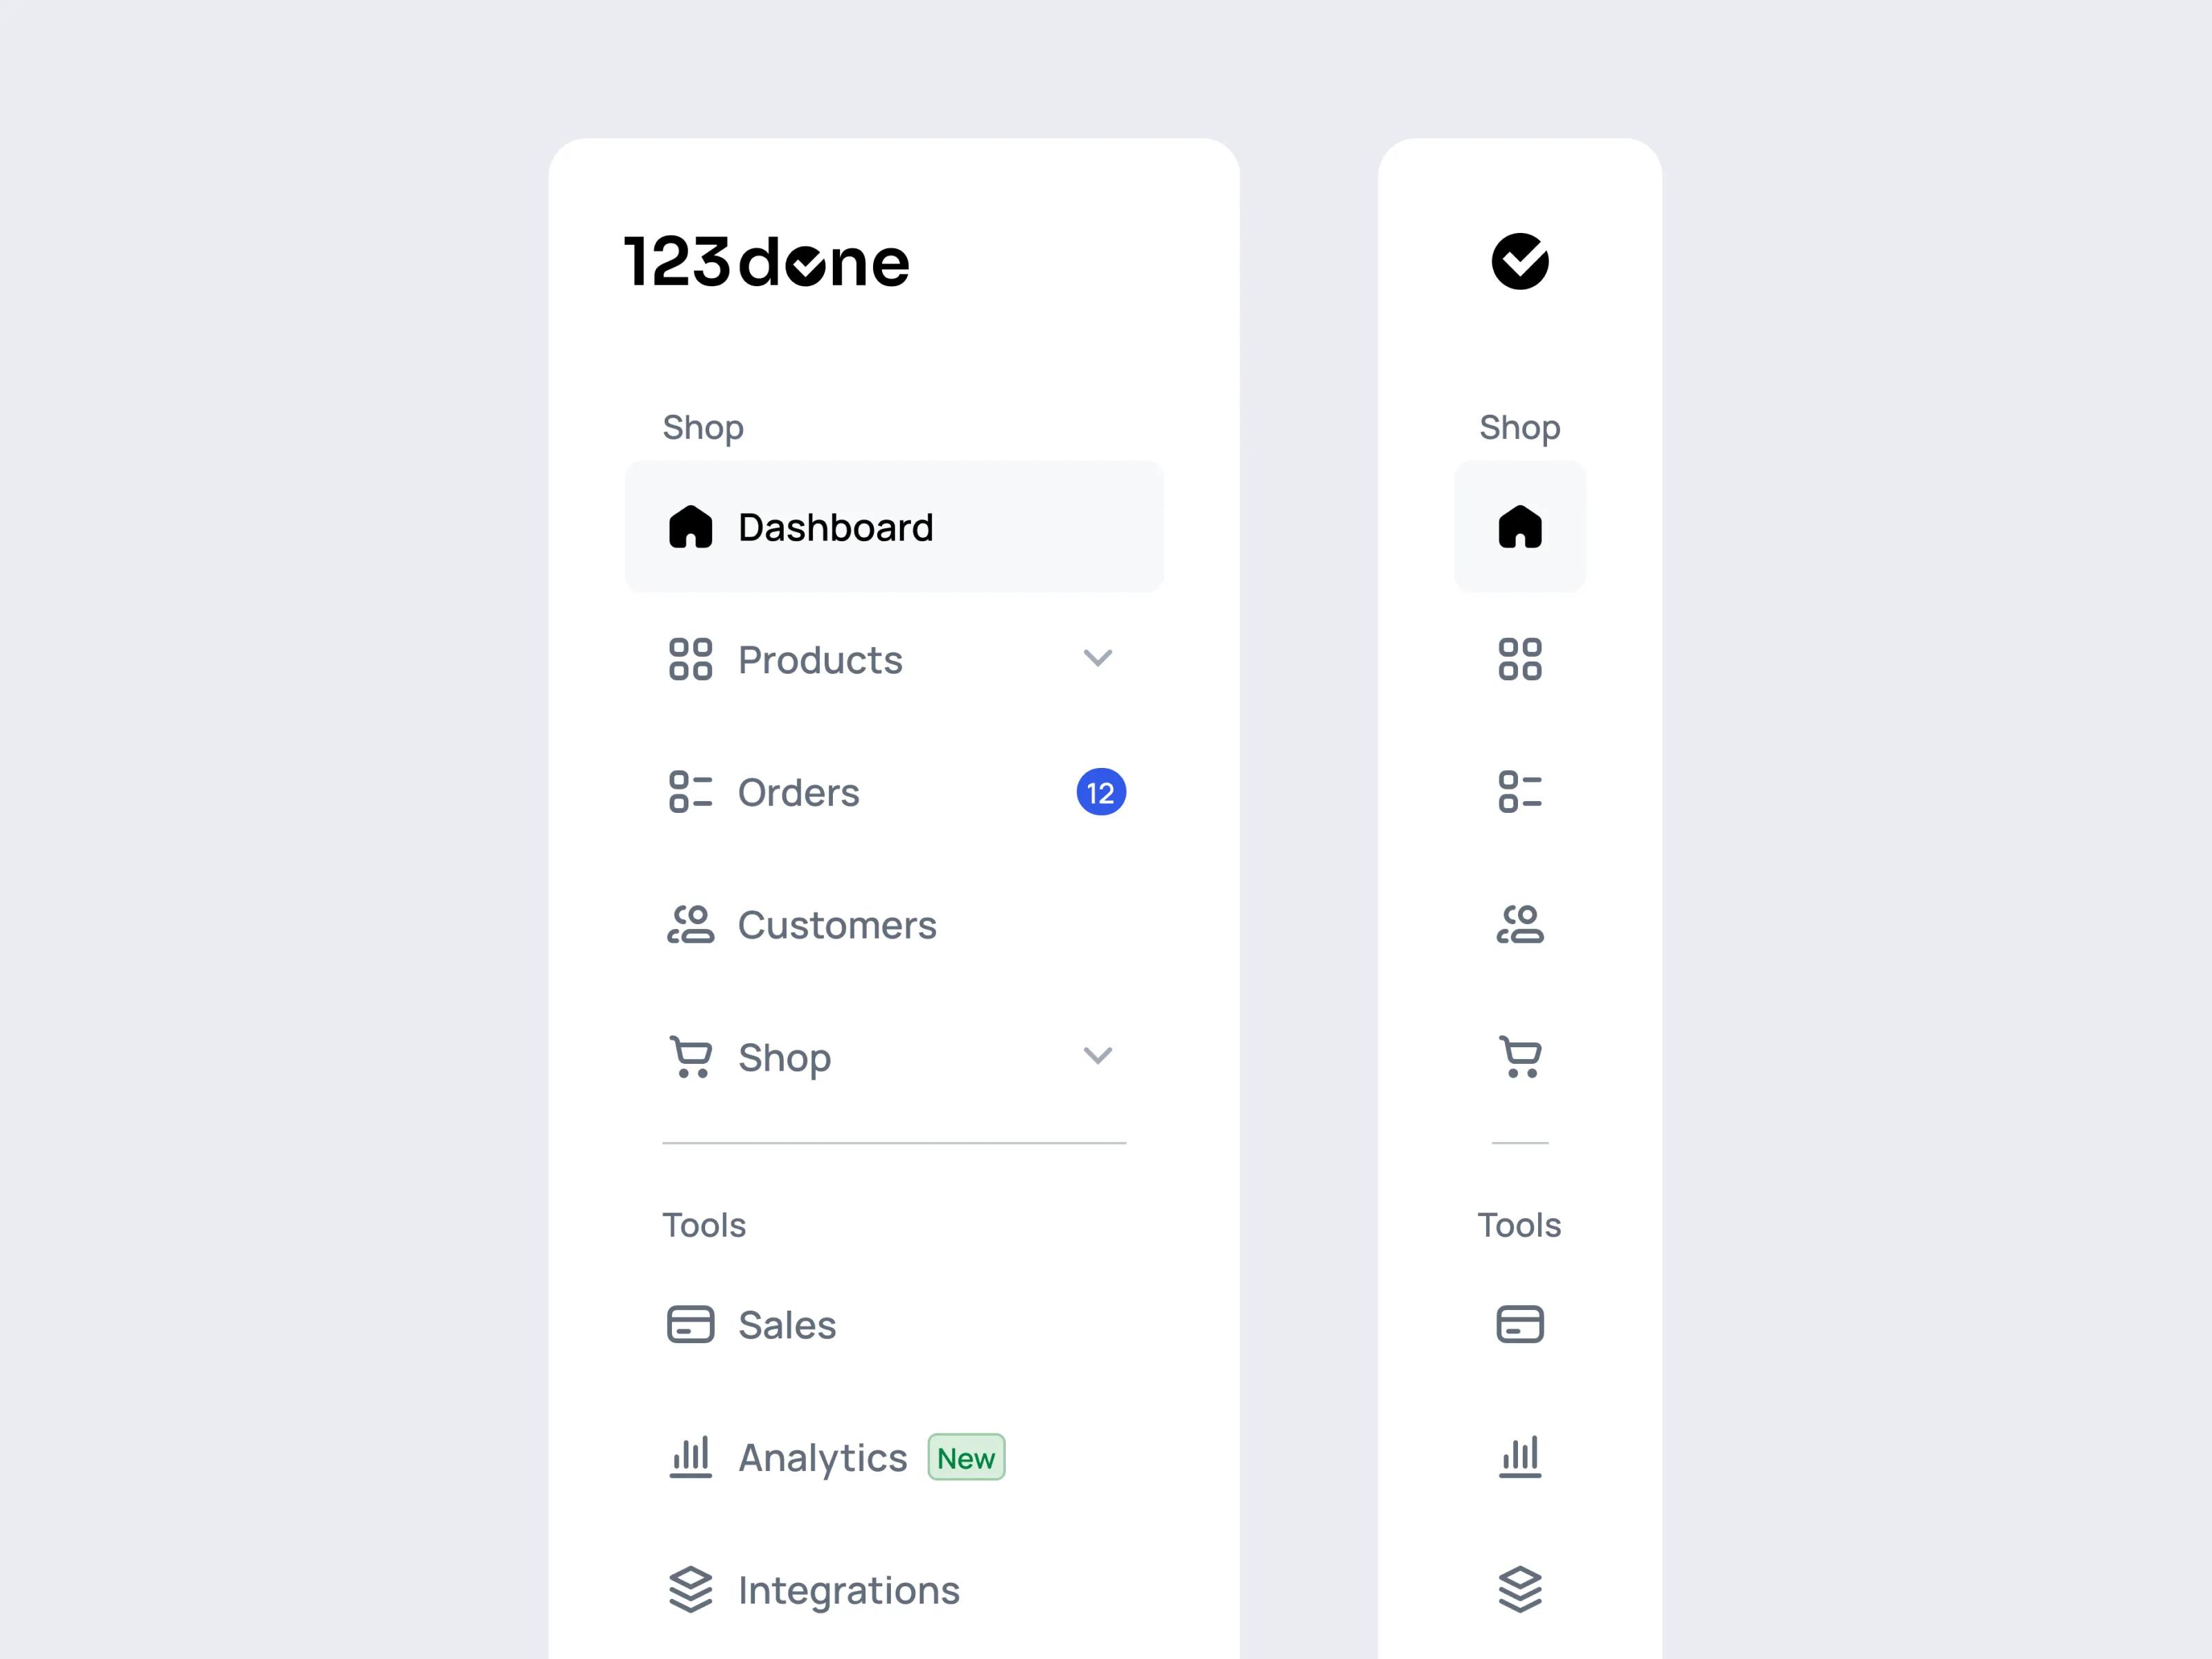 123done
Shop
Dashboard
Products
Orders
12
Customers
Shop
Tools
Sales
Analytics
New
Integrations
Shop
Tools